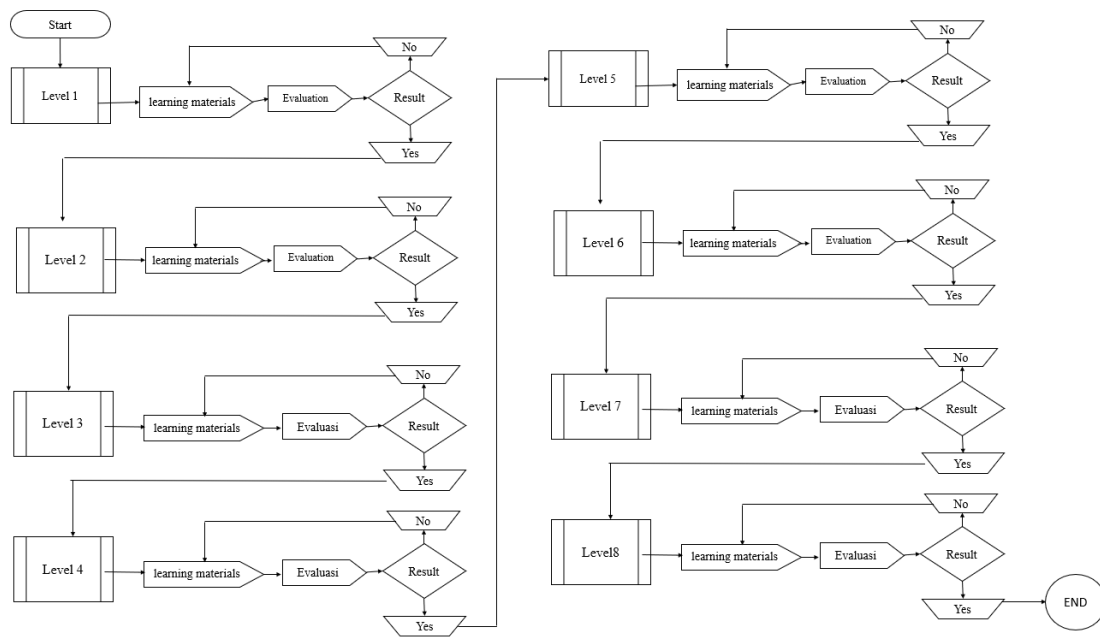 Start
Level 1
learning materials
Evaluation
Result
No
Yes
Level 2
learning materials
Evaluation
Result
No
Yes
Level 3
learning materials
Evaluasi
Result
No
Yes
Level 4
learning materials
Evaluasi
Result
No
Yes
Level 5
learning materials
Evaluation
Result
No
Yes
Level 6
learning materials
Evaluation
Result
No
Yes
Level 7
learning materials
Evaluasi
Result
No
Yes
Level8
learning materials
Evaluasi
Result
No
Yes
END